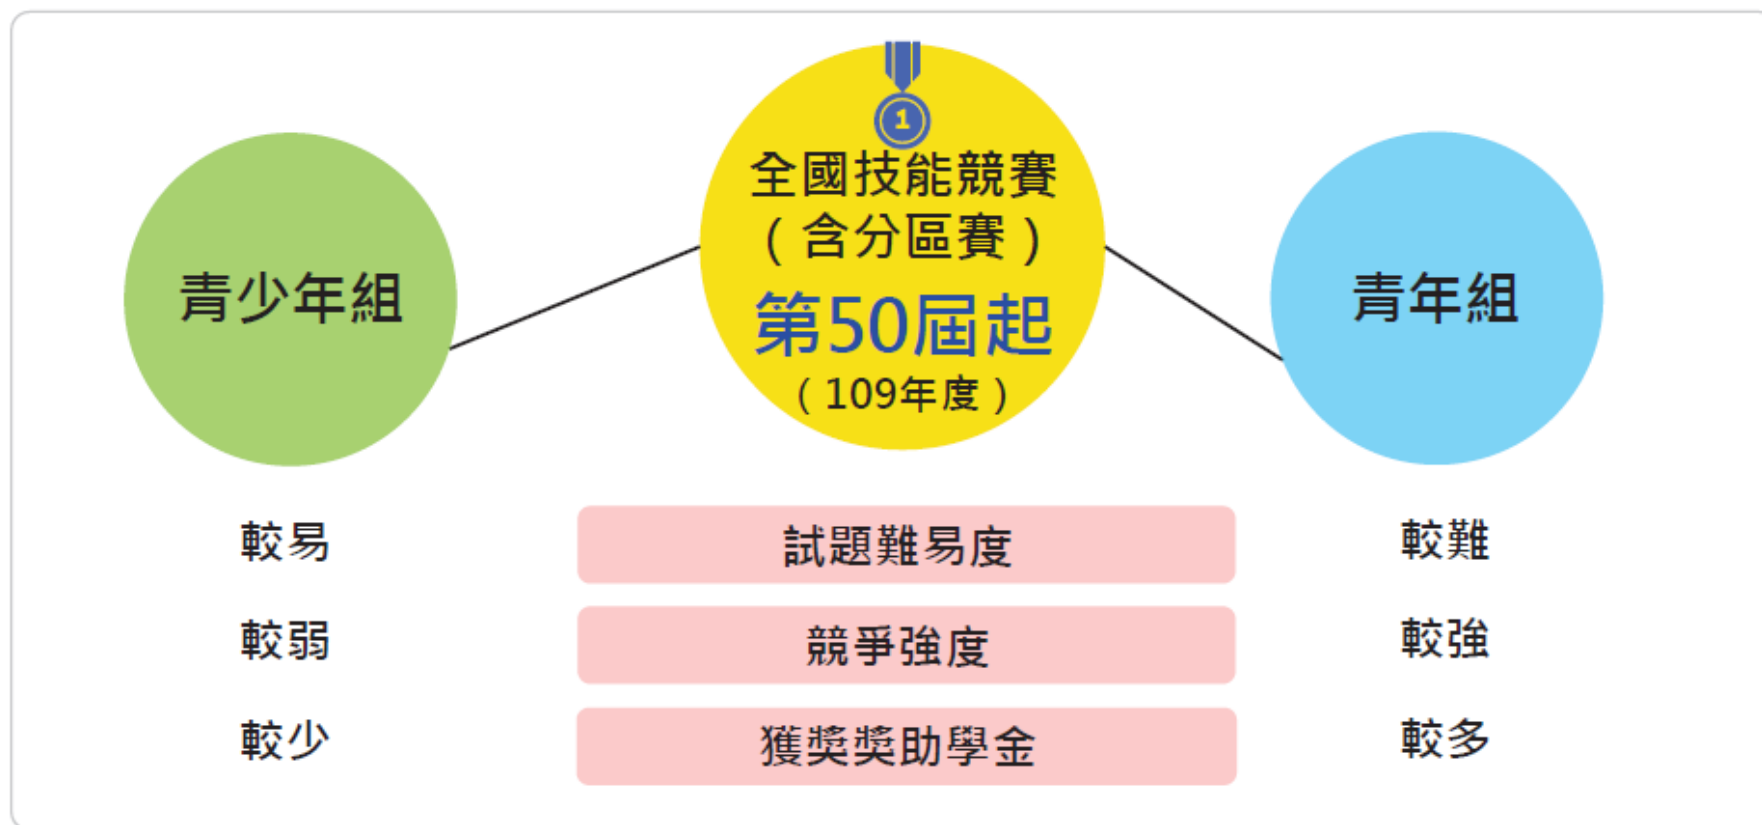 1
全國技能競賽
（含分區賽）
第50屆起
（109年度）
青少年組
青年組
較易 試題難易度 較難
較弱 競爭強度 較強
較少 獲獎獎助學金 較多